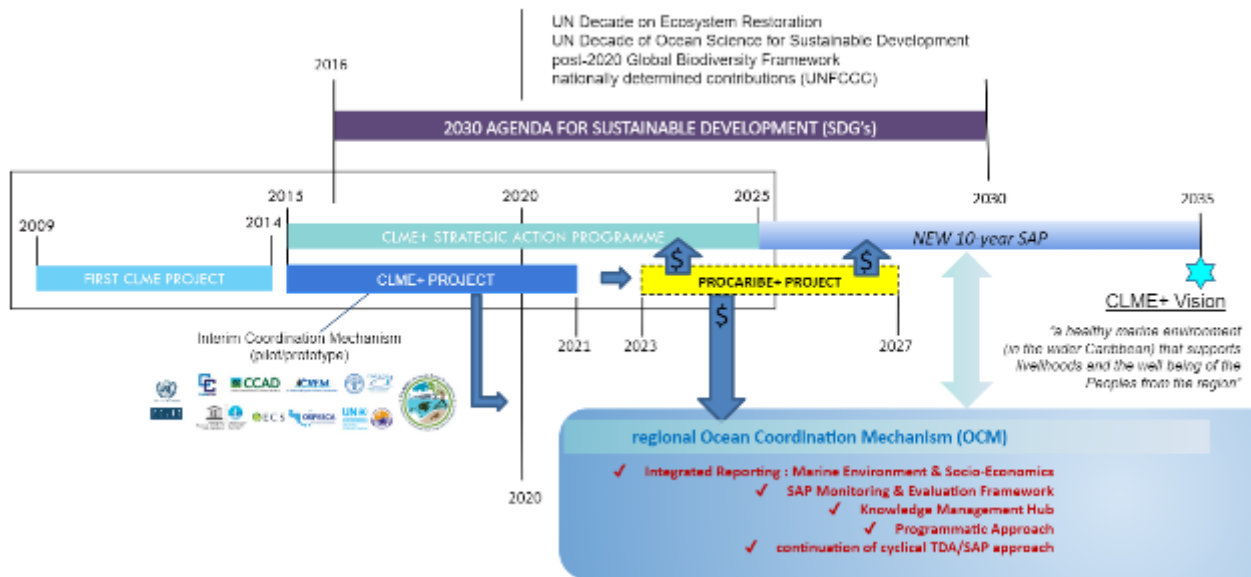 UN Decade on Ecosystem Restoration
UN Decade of Ocean Science for Sustainable Development
post-2020 Global Biodiversity Framework
nationally determined contributions (UNFCCC)
2016
2030 AGENDA FOR SUSTAINABLE DEVELOPMENT (SDG's)
2030
2009
2014
2015
2020
2025
2035
CLME+ STRATEGIC ACTION PROGRAMME
NEW 10-year SAP
FIRST CLME PROJECT
CLME+ PROJECT
$
$
PROCARIBE+ PROJECT
$
CLME+ Vision
"a healthy marine environment
(in the wider Caribbean) that supports
livelihoods and the well being of the
Peoples from the region"
Interim Coordination Mechanism
(pilot/prototype)
2021
2023
2027
CCAD
CRFM
OECS
OSPESCA
UN
2020
regional Ocean Coordination Mechanism (OCM)
✓ Integrated Reporting : Marine Environment & Socio-Economics
✓ SAP Monitoring & Evaluation Framework
✓ Knowledge Management Hub
✓ Programmatic Approach
✓ continuation of cyclical TDA/SAP approach